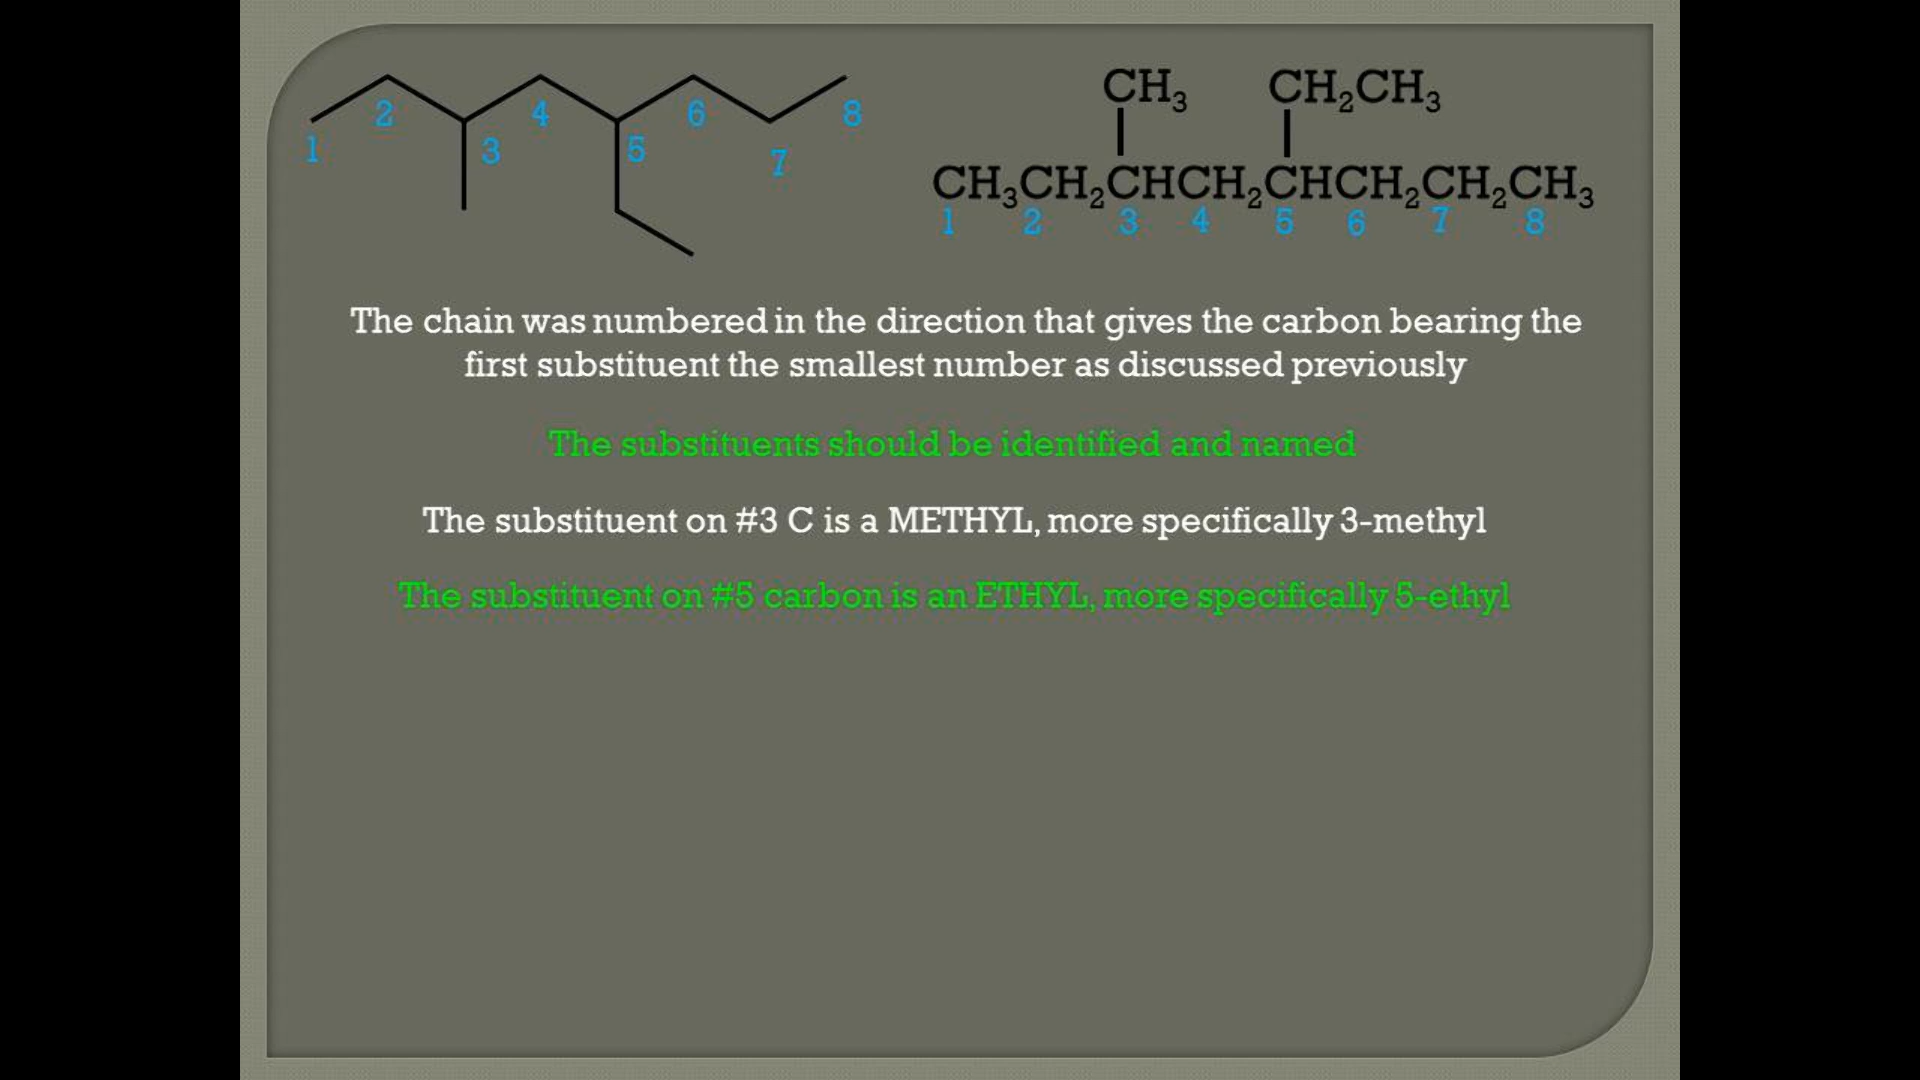 2 4 6 8
1 3 5 7
CH₃ CH₂CH₃
CH₃CH₂CHCH₂CHCH₂CH₂CH₃
1 2 3 4 5 6 7 8
The chain was numbered in the direction that gives the carbon bearing the
first substituent the smallest number as discussed previously
The substituents should be identified and named
The substituent on #3 C is a METHYL, more specifically 3-methyl
The substituent on #5 carbon is an ETHYL, more specifically 5-ethyl